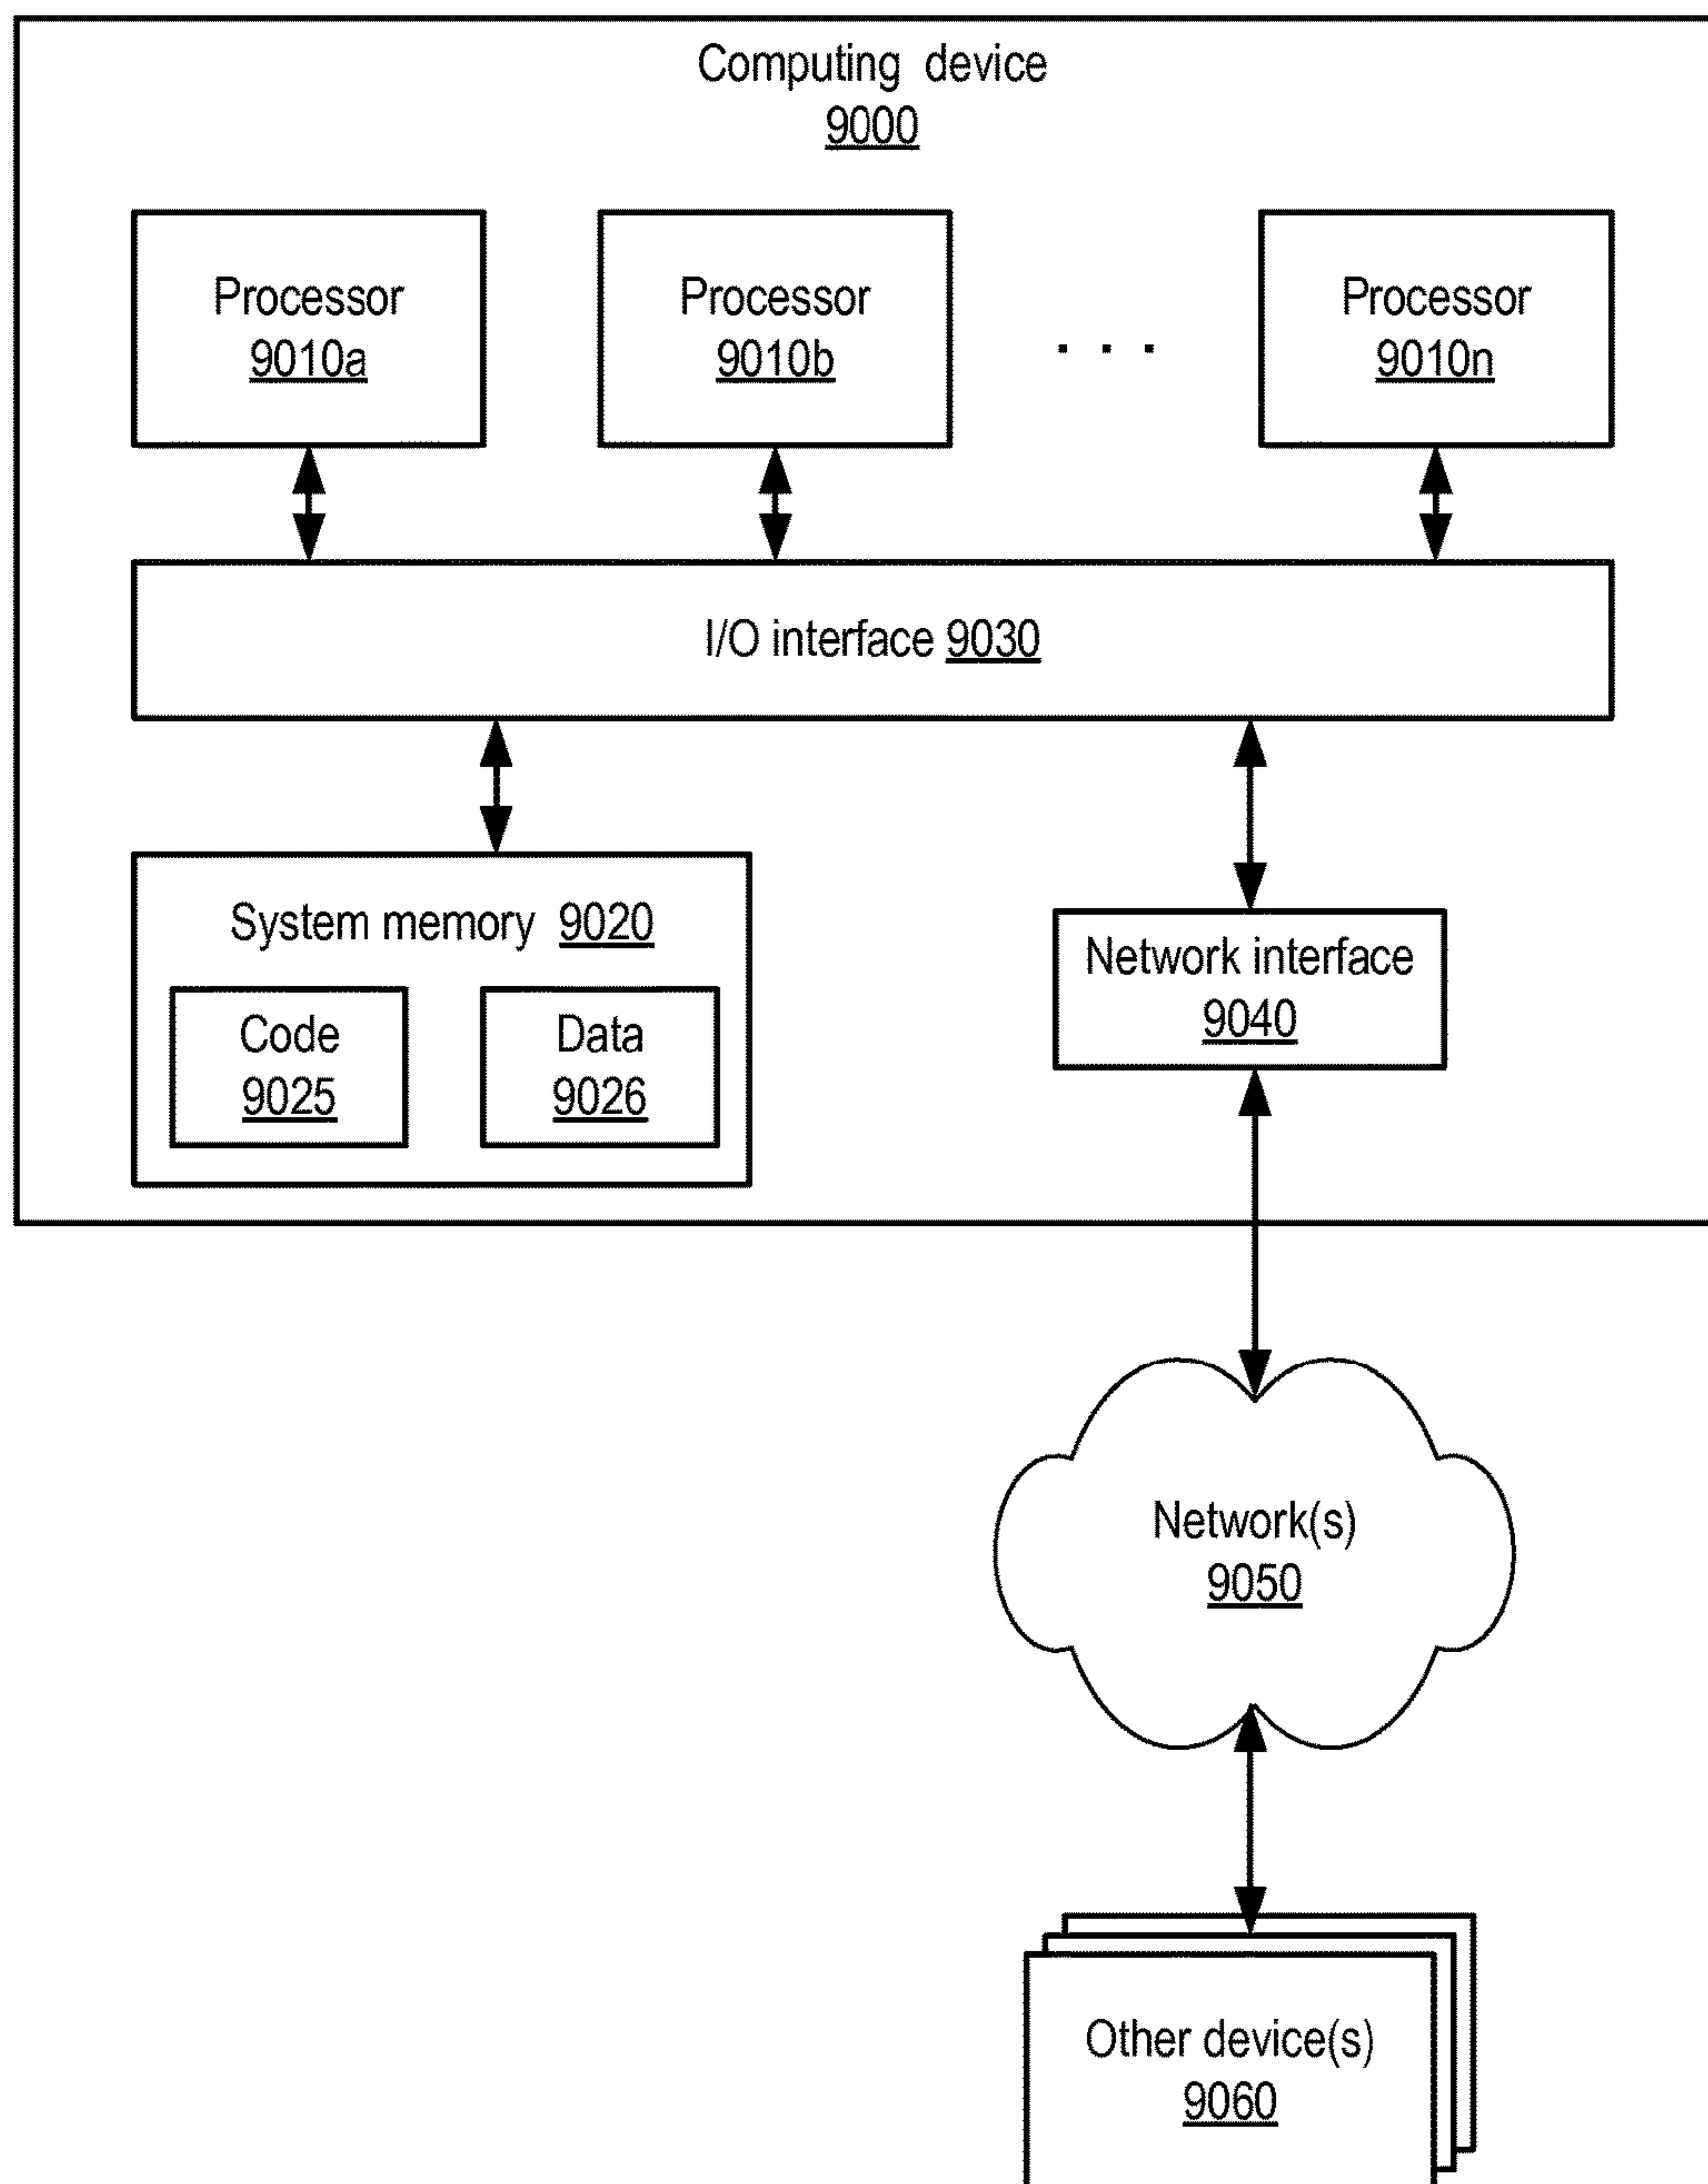 Computing device
9000
Processor
9010a
Processor
9010b
. . .
Processor
9010n
I/O interface 9030
System memory 9020
Code
9025
Data
9026
Network interface
9040
Network(s)
9050
Other device(s)
9060